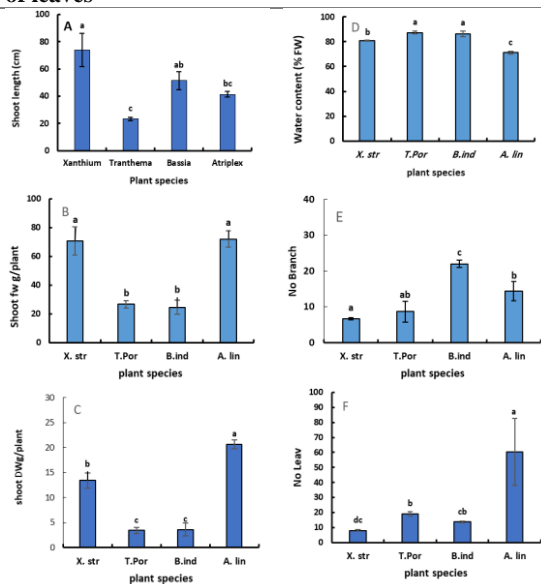 of leaves
A
Shoot length (cm)
100
80
60
40
20
0
a
c
ab
bc
Xanthium Tranthema Bassia Atriplex
Plant species
D
Water content (% FW)
100
80
60
40
20
0
b
a
a
c
X. str T.Por B.ind A. lin
plant species
B
Shoot fw g/plant
100
80
60
40
20
0
a
b
b
a
X. str T.Por B.ind A. lin
plant species
E
No Branch
40
30
20
10
0
a
ab
c
b
X. str T.Por B.ind A. lin
plant species
C
shoot DWg/plant
30
25
20
15
10
5
0
b
c
c
a
X. str T.Por B.ind A. lin
plant species
F
No Leav
90
80
70
60
50
40
30
20
10
0
dc
b
cb
a
X. str T.Por B.ind A. lin
plant species